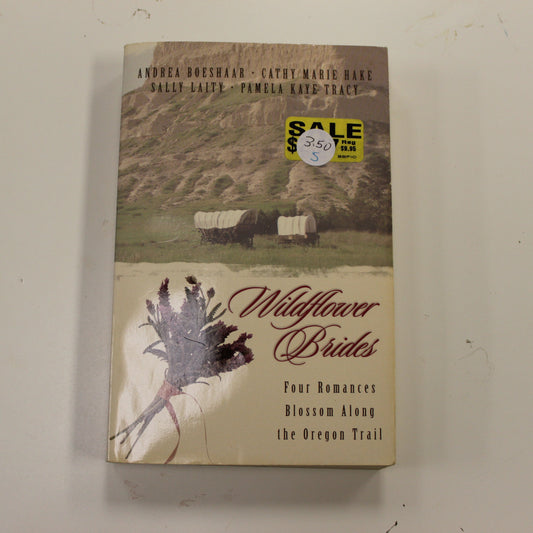 ANDREA BOESHAAR · CATHY MARIE HAKE
SALLY LAITY · PAMELA KAYE TRACY
SALE
$ 7 Reg
$9.95
3.50
S
Wildflower
Brides
Four Romances
Blossom Along
the Oregon Trail